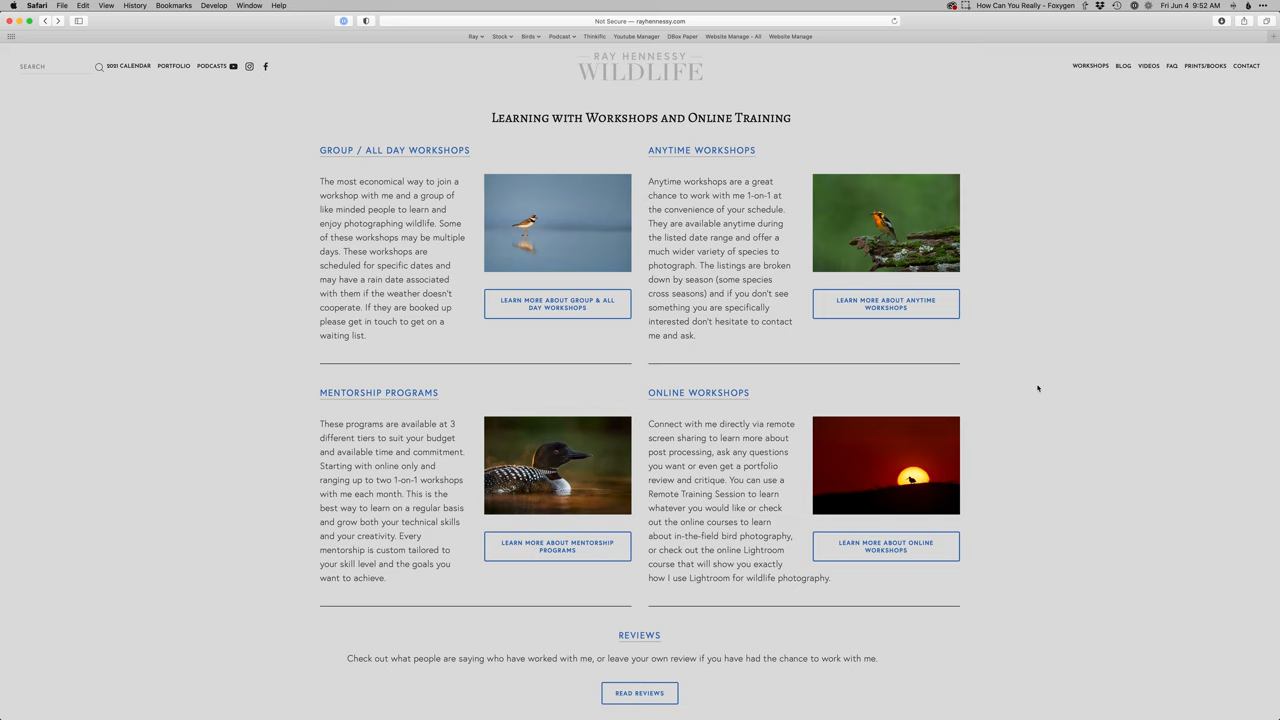 Safari File Edit View History Bookmarks Develop Window Help
How Can You Really - Foxygen Fri Jun 4 9:52 AM
Not Secure — rayhennessy.com
Ray Stock Birds Podcast Thinkific Youtube Manager DBox Paper Website Manage - All Website Manage
SEARCH 2021 CALENDAR PORTFOLIO PODCASTS
RAY HENNESSY
WILDLIFE
WORKSHOPS BLOG VIDEOS FAQ PRINTS/BOOKS CONTACT
Learning with Workshops and Online Training
GROUP / ALL DAY WORKSHOPS
The most economical way to join a
workshop with me and a group of
like minded people to learn and
enjoy photographing wildlife. Some
of these workshops may be multiple
days. These workshops are
scheduled for specific dates and
may have a rain date associated
with them if the weather doesn't
cooperate. If they are booked up
please get in touch to get on a
waiting list.
LEARN MORE ABOUT GROUP & ALL
DAY WORKSHOPS
ANYTIME WORKSHOPS
Anytime workshops are a great
chance to work with me 1-on-1 at
the convenience of your schedule.
They are available anytime during
the listed date range and offer a
much wider variety of species to
photograph. The listings are broken
down by season (some species
cross seasons) and if you don't see
something you are specifically
interested don't hesitate to contact
me and ask.
LEARN MORE ABOUT ANYTIME
WORKSHOPS
MENTORSHIP PROGRAMS
These programs are available at 3
different tiers to suit your budget
and available time and commitment.
Starting with online only and
ranging up to two 1-on-1 workshops
with me each month. This is the
best way to learn on a regular basis
and grow both your technical skills
and your creativity. Every
mentorship is custom tailored to
your skill level and the goals you
want to achieve.
LEARN MORE ABOUT MENTORSHIP
PROGRAMS
ONLINE WORKSHOPS
Connect with me directly via remote
screen sharing to learn more about
post processing, ask any questions
you want or even get a portfolio
review and critique. You can use a
Remote Training Session to learn
whatever you would like or check
out the online courses to learn
about in-the-field bird photography,
or check out the online Lightroom
course that will show you exactly
how I use Lightroom for wildlife photography.
LEARN MORE ABOUT ONLINE
WORKSHOPS
REVIEWS
Check out what people are saying who have worked with me, or leave your own review if you have had the chance to work with me.
READ REVIEWS